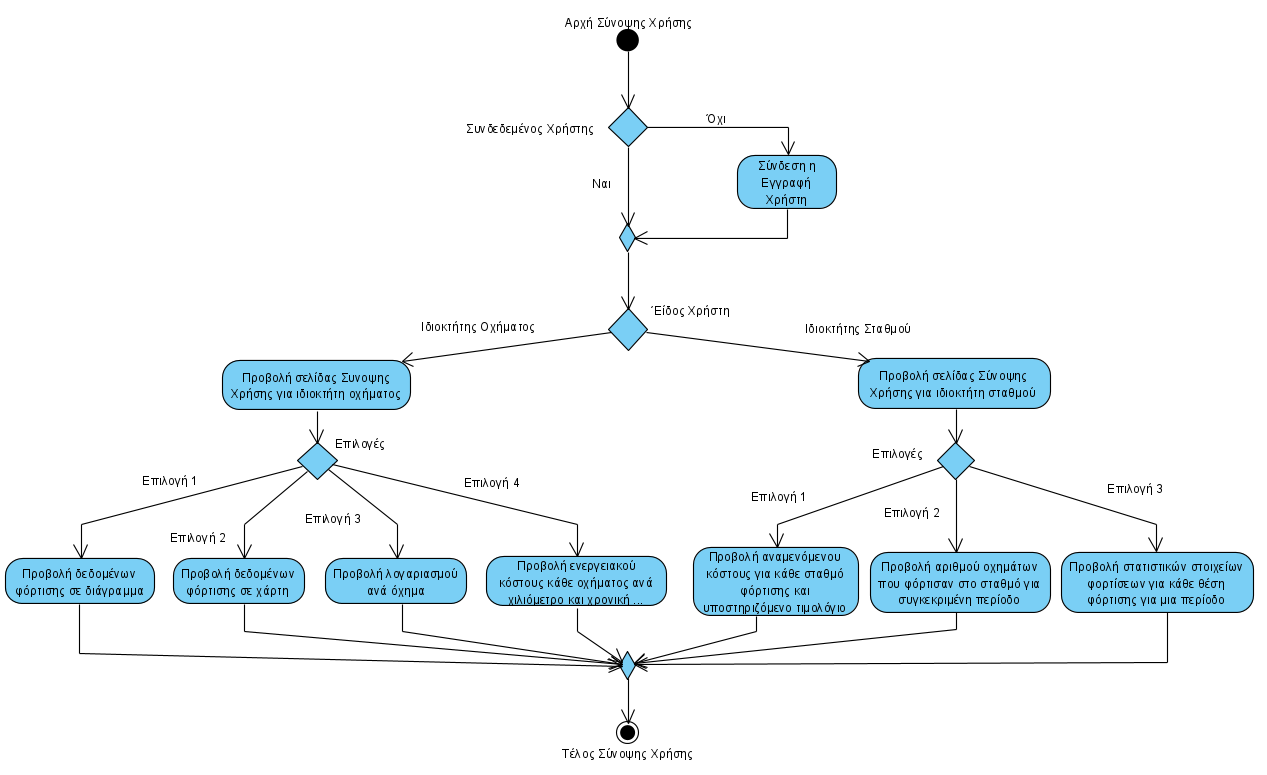 Αρχή Σύνοψης Χρήσης
Συνδεδεμένος Χρήστης
Όχι
Σύνδεση η
Εγγραφή
Χρήστη
Ναι
Έίδος Χρήστη
Ιδιοκτήτης Οχήματος
Ιδιοκτήτης Σταθμού
Προβολή σελίδας Συνοψης
Χρήσης για ιδιοκτήτη οχήματος
Προβολή σελίδας Σύνοψης
Χρήσης για ιδιοκτήτη σταθμού
Επιλογές
Επιλογές
Επιλογή 1
Επιλογή 2
Επιλογή 3
Επιλογή 4
Επιλογή 1
Επιλογή 2
Επιλογή 3
Προβολή δεδομένων
φόρτισης σε διάγραμμα
Προβολή δεδομένων
φόρτισης σε χάρτη
Προβολή λογαριασμού
ανά όχημα
Προβολή ενεργειακού
κόστους κάθε οχήματος ανά
χιλιόμετρο και χρονική ...
Προβολή αναμενόμενου
κόστους για κάθε σταθμό
φόρτισης και
υποστηριζόμενο τιμολόγιο
Προβολή αριθμού οχημάτων
που φόρτισαν στο σταθμό για
συγκεκριμένη περίοδο
Προβολή στατιστικών στοιχείων
φορτίσεων για κάθε θέση
φόρτισης για μια περίοδο
Τέλος Σύνοψης Χρήσης